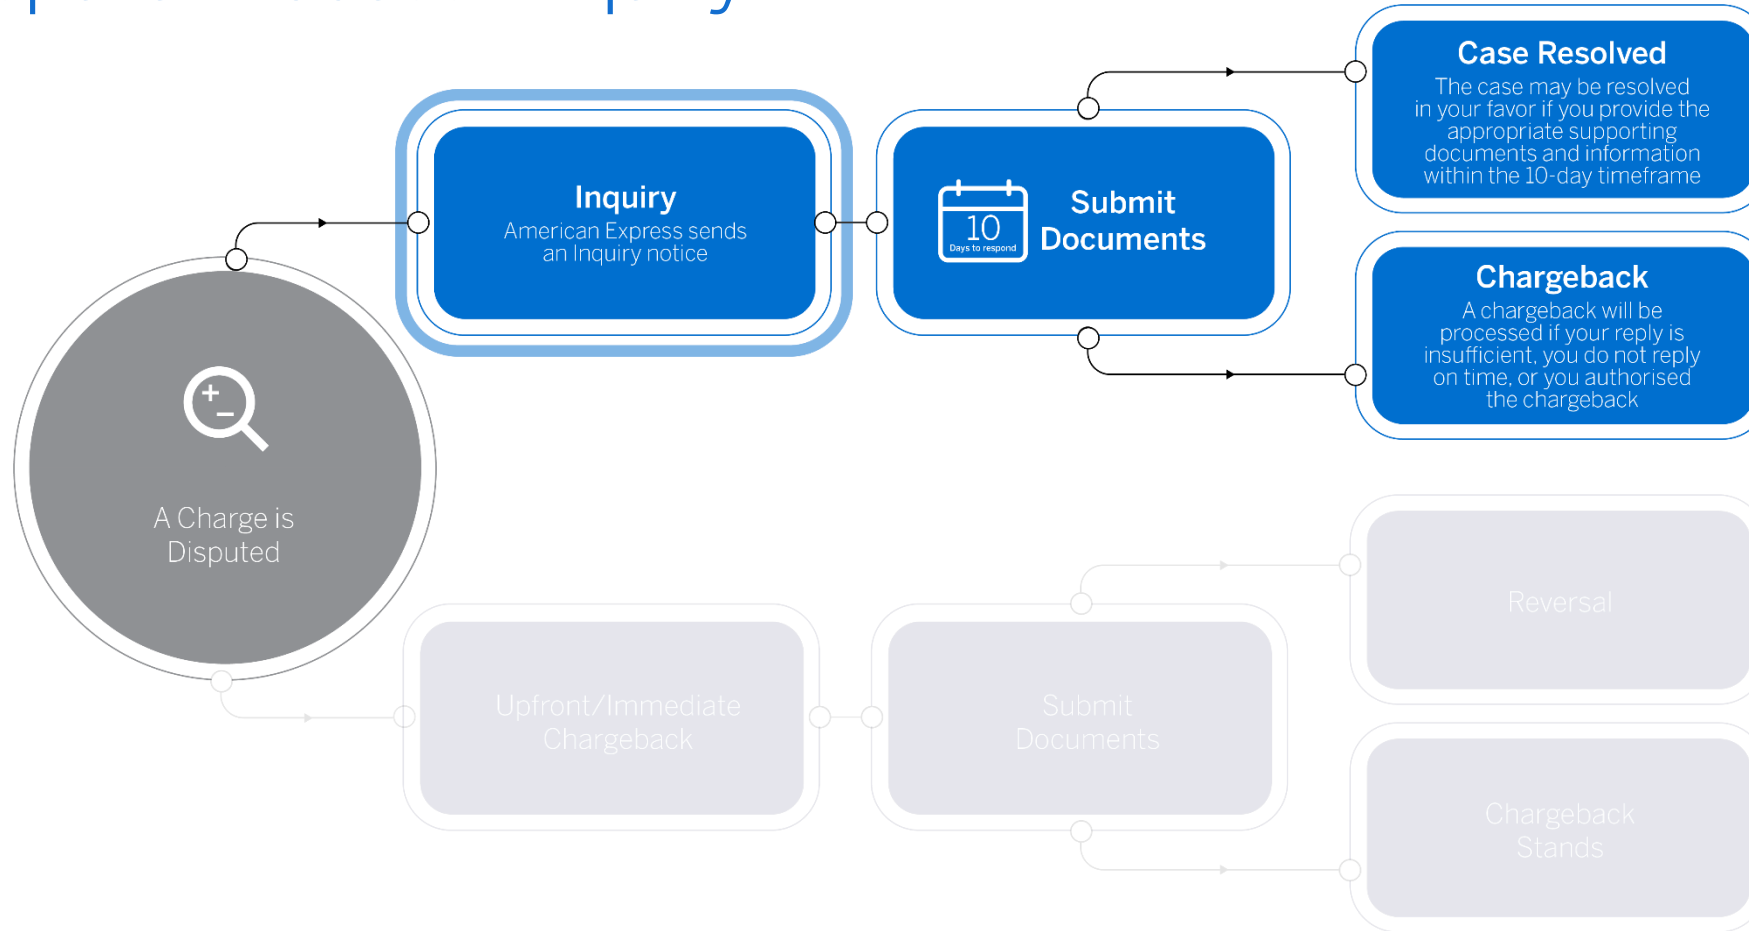 Case Resolved
The case may be resolved
in your favor if you provide the
appropriate supporting
documents and information
within the 10-day timeframe
Inquiry
American Express sends
an Inquiry notice
10
Days to respond
Submit
Documents
Chargeback
A chargeback will be
processed if your reply is
insufficient, you do not reply
on time, or you authorised
the chargeback
A Charge is
Disputed
Upfront/Immediate
Chargeback
Submit
Documents
Reversal
Chargeback
Stands